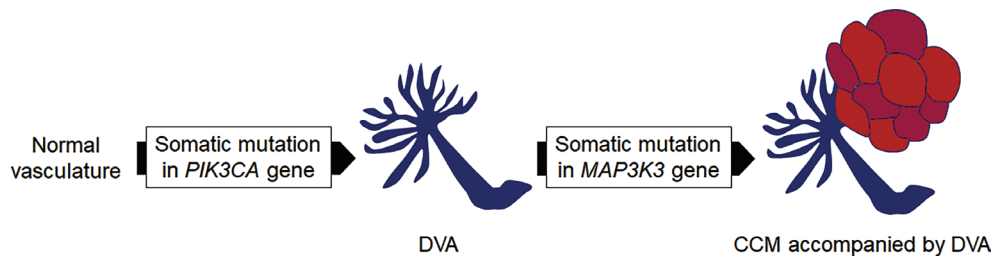 Normal
vasculature
Somatic mutation
in PIK3CA gene
DVA
Somatic mutation
in MAP3K3 gene
CCM accompanied by DVA